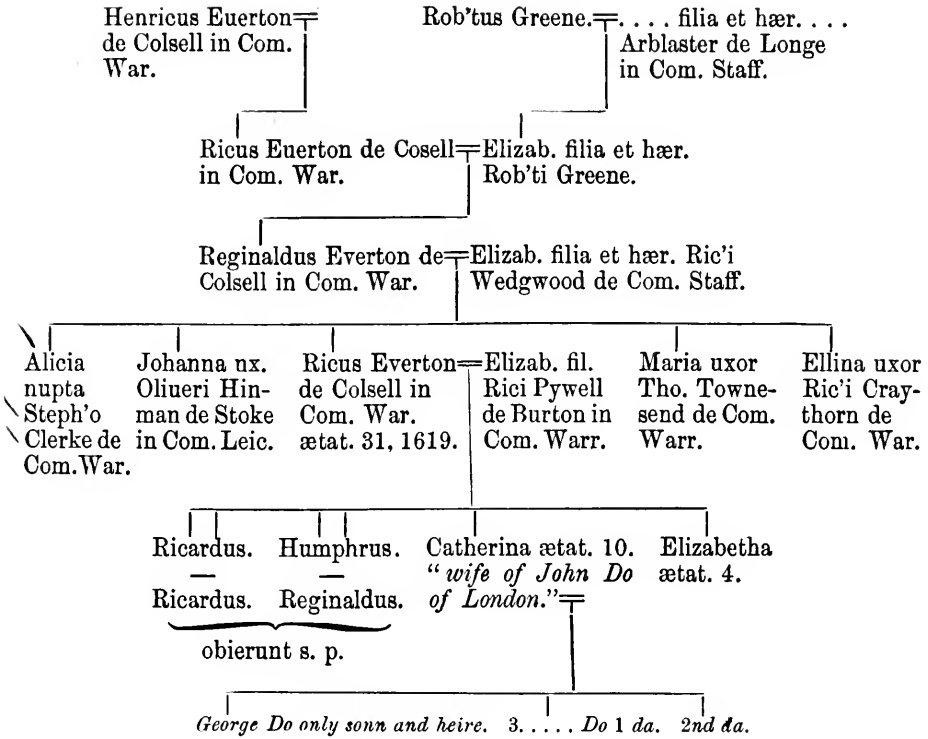 Henricus Euerton
de Colsell in Com.
War.
Rob'tus Greene. . . . . filia et hær. . . .
Arblaster de Longe
in Com. Staff.
Ricus Euerton de Cosell
in Com. War.
Elizab. filia et hær.
Rob'ti Greene.
Reginaldus Everton de
Colsell in Com. War.
Elizab. filia et hær. Ric'i
Wedgwood de Com. Staff.
Alicia
nupta
Steph'o
Clerke de
Com. War.
Johanna ux.
Oliueri Hin-
man de Stoke
in Com. Leic.
Ricus Everton
de Colsell in
Com. War.
ætat. 31, 1619.
Elizab. fil.
Rici Pywell
de Burton in
Com. Warr.
Maria uxor
Tho. Towne-
send de Com.
Warr.
Ellina uxor
Ric'i Cray-
thorn de
Com. War.
Ricardus.
—
Ricardus.
Humphrus.
—
Reginaldus.
obierunt s. p.
Catherina ætat. 10.
"wife of John Do
of London."
Elizabetha
ætat. 4.
George Do only sonn and heire. 3. . . . . Do 1 da. 2nd da.